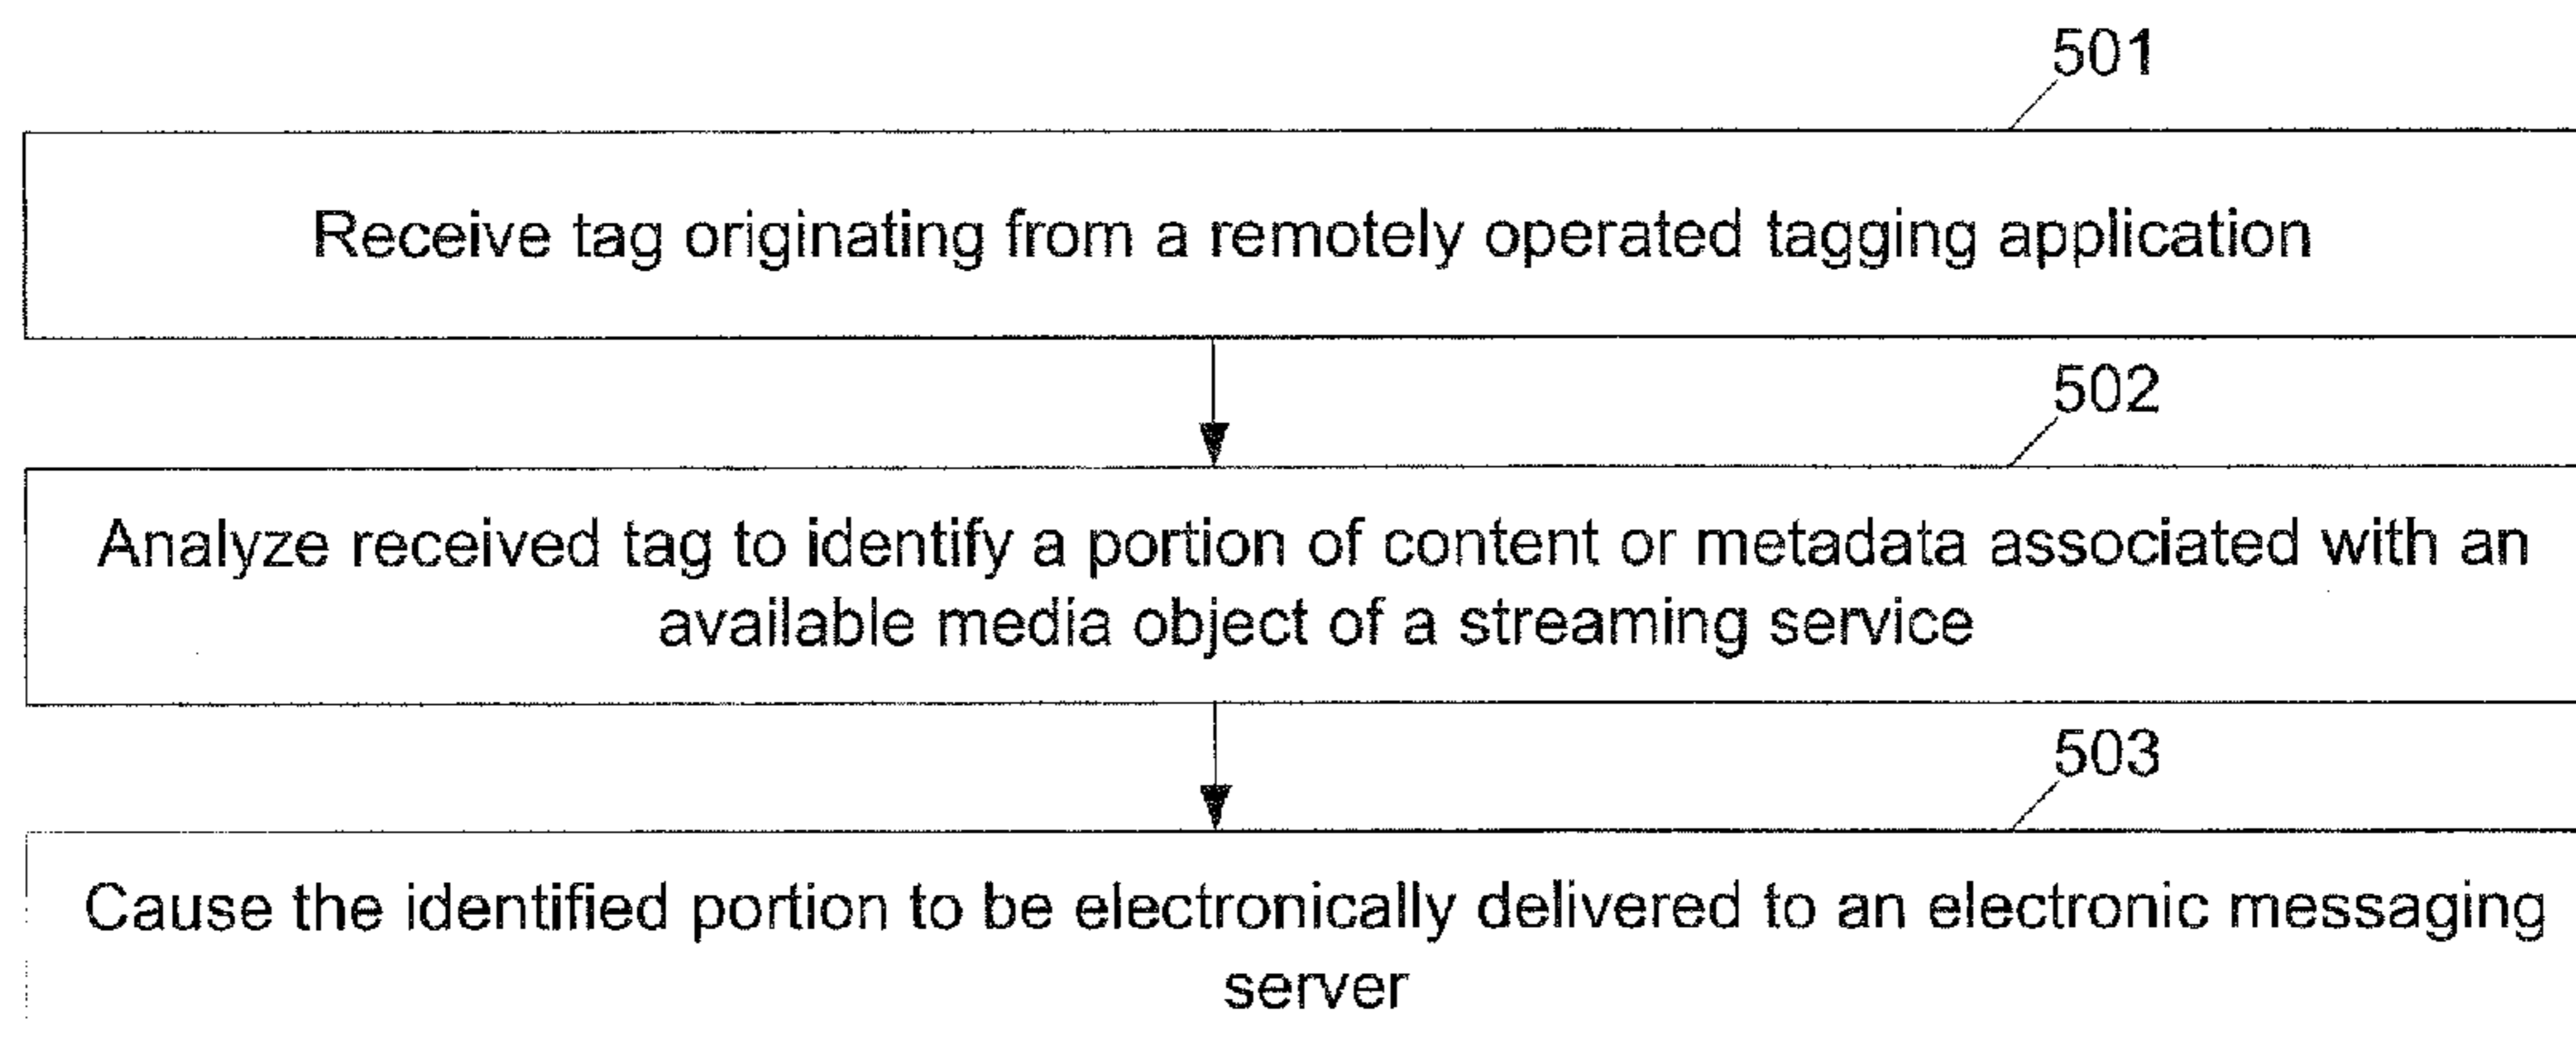 501
Receive tag originating from a remotely operated tagging application
502
Analyze received tag to identify a portion of content or metadata associated with an
available media object of a streaming service
503
Cause the identified portion to be electronically delivered to an electronic messaging
server